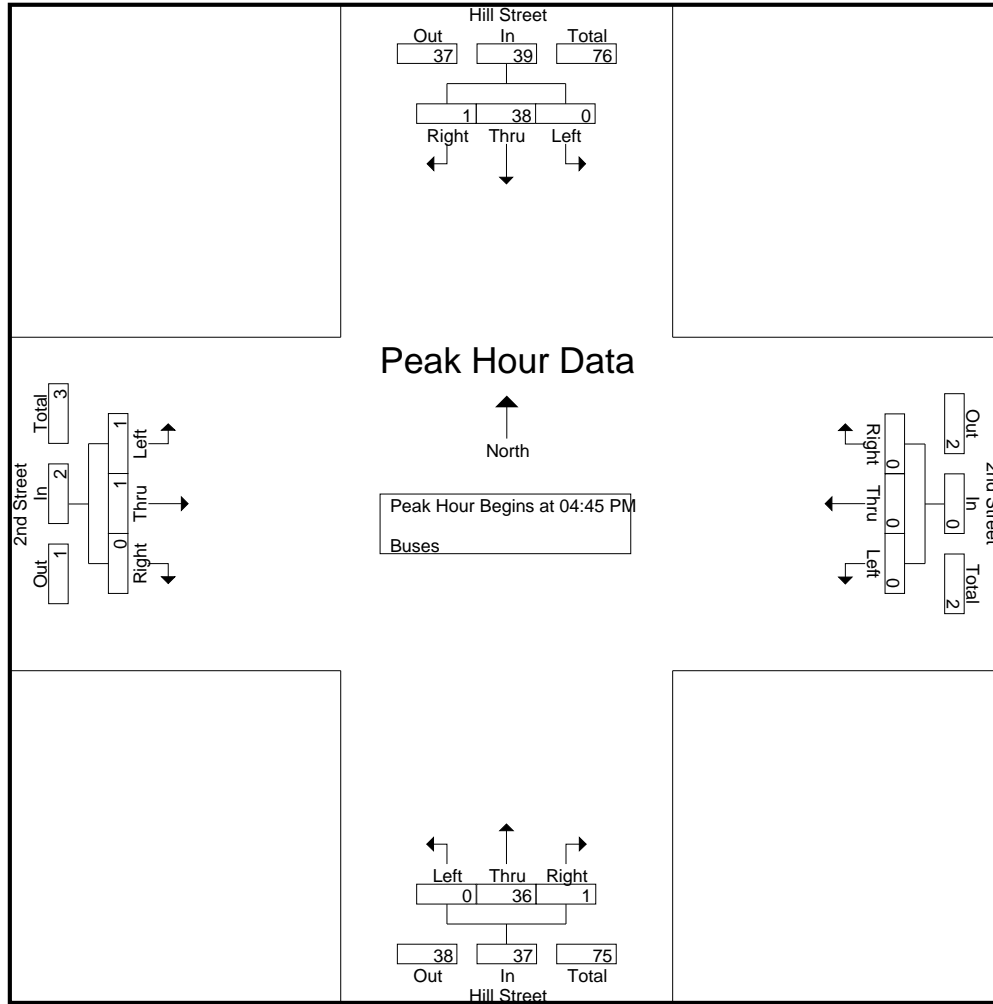 Hill Street
Out In Total
37 39 76
1 38 0
Right Thru Left
Peak Hour Data
North
Peak Hour Begins at 04:45 PM
Buses
2nd Street
Total In Out
3 2 1
1 1 0
Left Thru Right
Right Thru Left
0 0 0
Out In Total
2 0 2
2nd Street
Left Thru Right
0 36 1
38 37 75
Out In Total
Hill Street